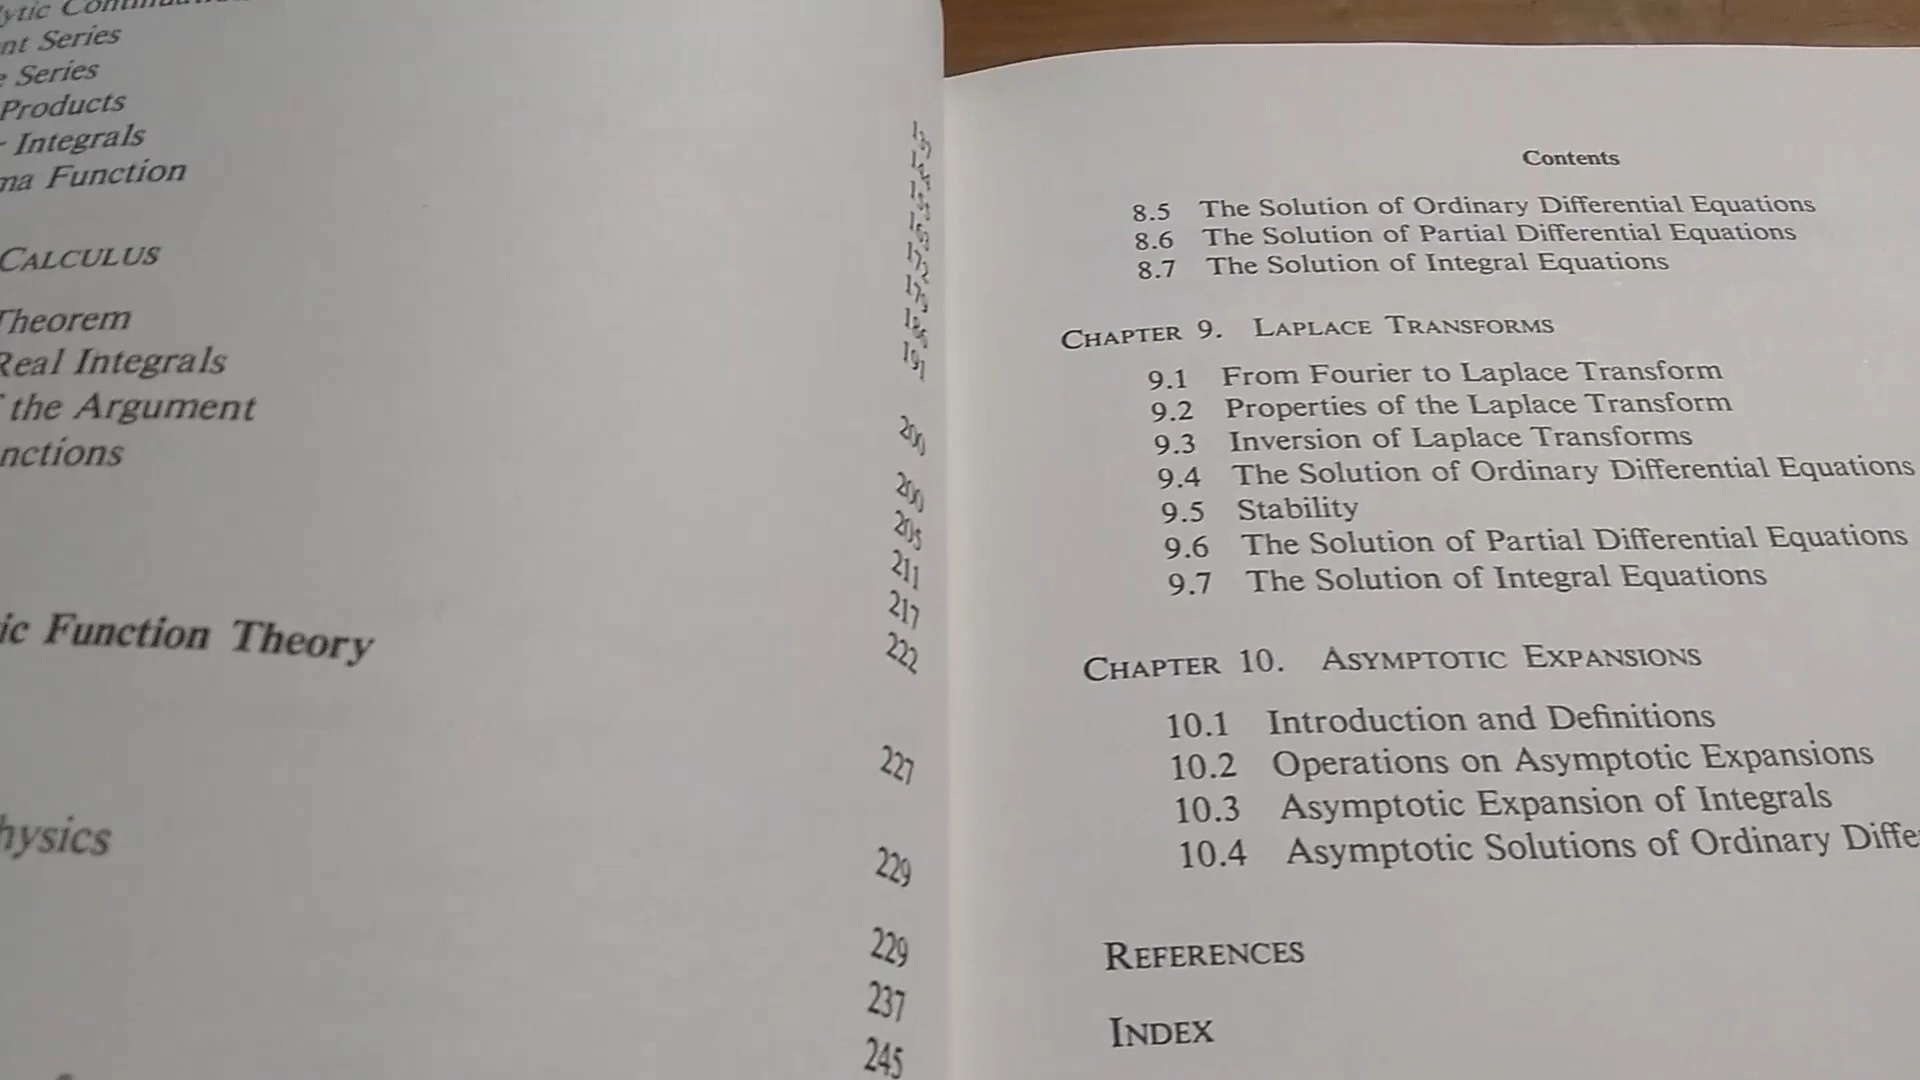 Series
Series
Products
Integrals
Function
CALCULUS
Theorem
Real Integrals
the Argument
Function Theory
191
200
200
205
211
217
222
227
229
229
237
245
Contents
8.5 The Solution of Ordinary Differential Equations
8.6 The Solution of Partial Differential Equations
8.7 The Solution of Integral Equations
CHAPTER 9. LAPLACE TRANSFORMS
9.1 From Fourier to Laplace Transform
9.2 Properties of the Laplace Transform
9.3 Inversion of Laplace Transforms
9.4 The Solution of Ordinary Differential Equations
9.5 Stability
9.6 The Solution of Partial Differential Equations
9.7 The Solution of Integral Equations
CHAPTER 10. ASYMPTOTIC EXPANSIONS
10.1 Introduction and Definitions
10.2 Operations on Asymptotic Expansions
10.3 Asymptotic Expansion of Integrals
10.4 Asymptotic Solutions of Ordinary Diffe
REFERENCES
INDEX